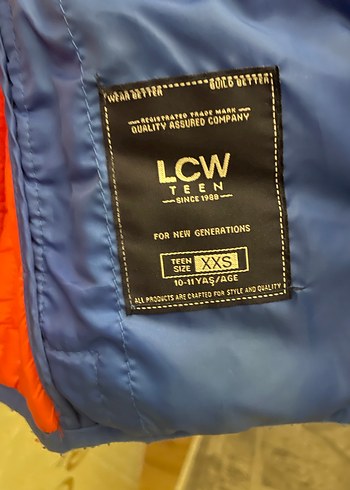 WEAR BETTER BUILD BETTER
REGISTRATED TRADE MARK
QUALITY ASSURED COMPANY
LCW
TEEN
SINCE 1988
FOR NEW GENERATIONS
TEEN SIZE XXS
10-11 YAŞ/AGE
ALL PRODUCTS ARE CRAFTED FOR STYLE AND QUALITY